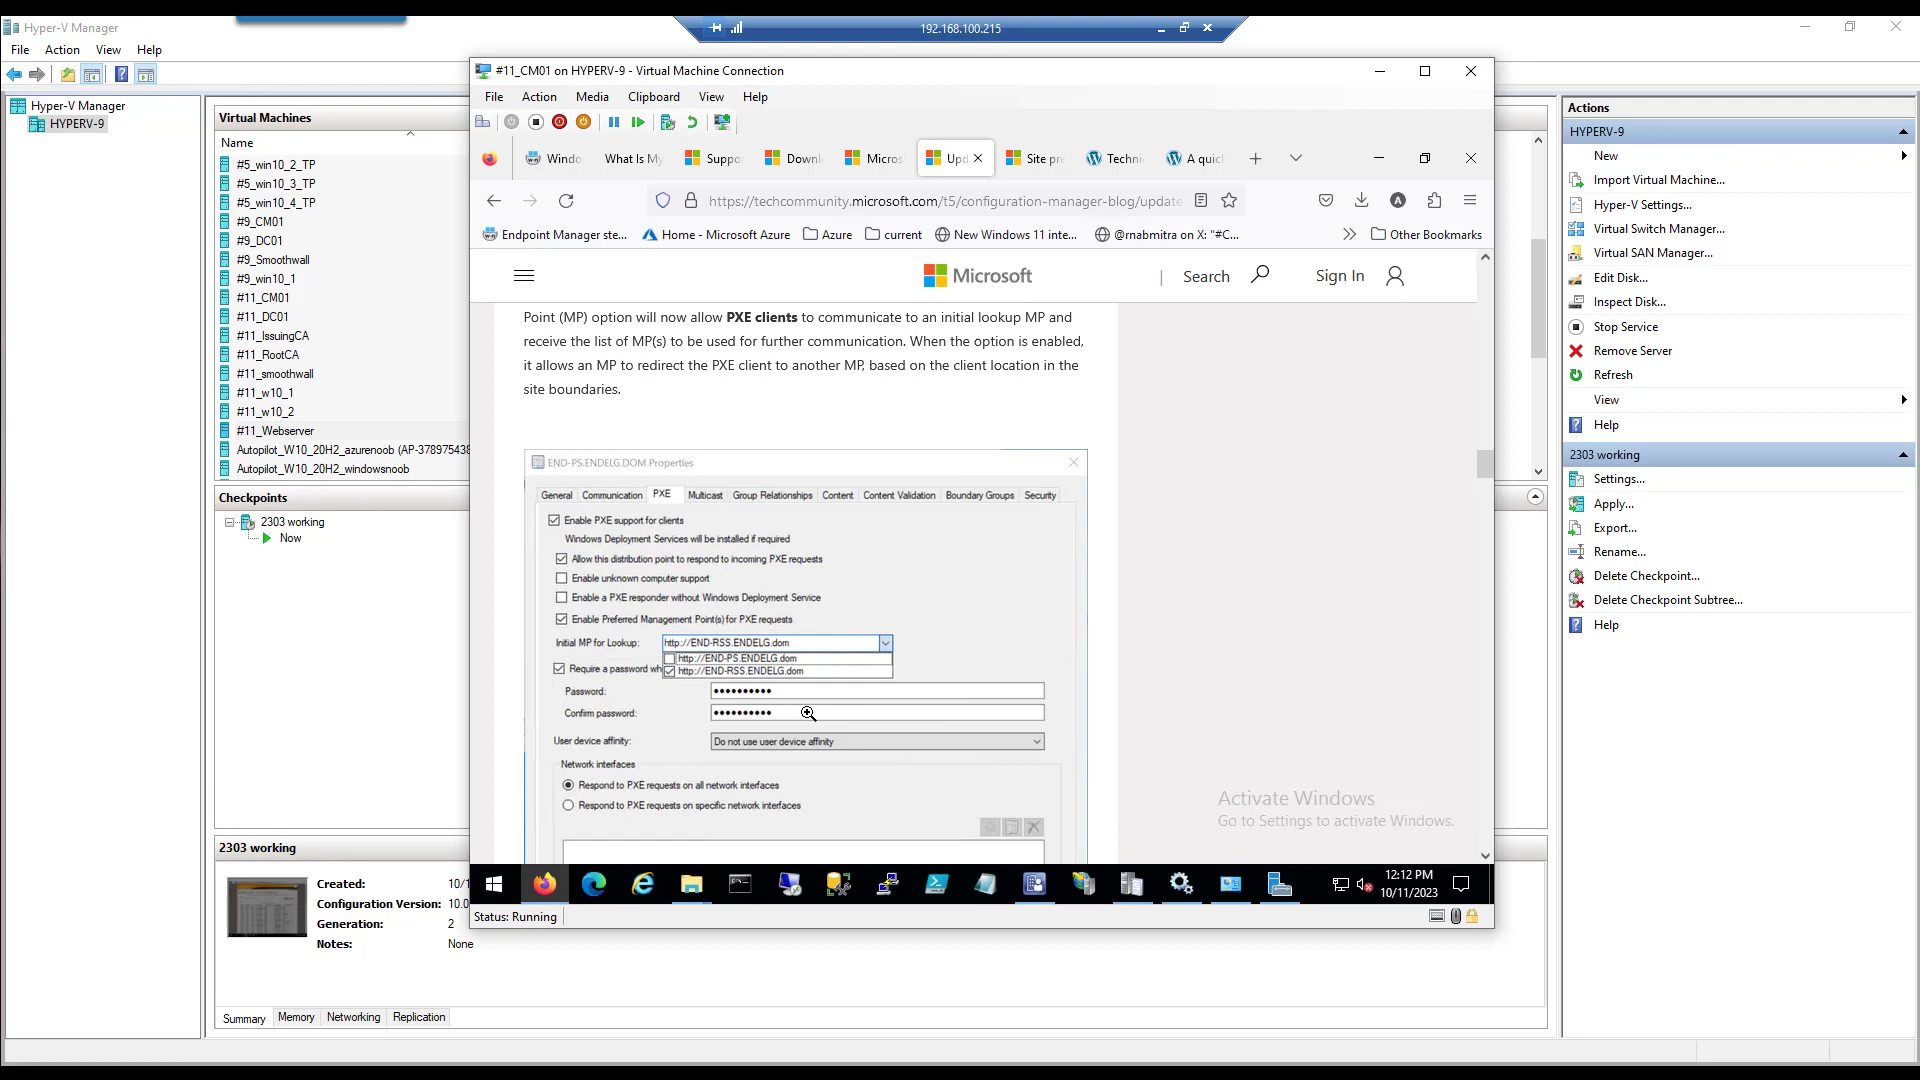 Hyper-V Manager
File Action View Help
192.168.100.215
Hyper-V Manager
HYPERV-9
Virtual Machines
Name
#5_win10_2_TP
#5_win10_3_TP
#5_win10_4_TP
#9_CM01
#9_DC01
#9_Smoothwall
#9_win10_1
#11_CM01
#11_DC01
#11_IssuingCA
#11_RootCA
#11_smoothwall
#11_w10_1
#11_w10_2
#11_Webserver
Autopilot_W10_20H2_azurenoob (AP-378975438
Autopilot_W10_20H2_windowsnoob
Checkpoints
2303 working
Now
2303 working
Created: 10/1
Configuration Version: 10.0
Generation: 2
Notes: None
Summary Memory Networking Replication
#11_CM01 on HYPERV-9 - Virtual Machine Connection
File Action Media Clipboard View Help
Windo What Is My Suppo Downl Micros Upd Site pre Techni A quic
https://techcommunity.microsoft.com/t5/configuration-manager-blog/update
Endpoint Manager ste... Home - Microsoft Azure Azure current New Windows 11 inte... @rnabmitra on X: "#C... Other Bookmarks
Microsoft | Search Sign In
Point (MP) option will now allow PXE clients to communicate to an initial lookup MP and
receive the list of MP(s) to be used for further communication. When the option is enabled,
it allows an MP to redirect the PXE client to another MP, based on the client location in the
site boundaries.
END-PS.ENDELG.DOM Properties
General Communication PXE Multicast Group Relationships Content Content Validation Boundary Groups Security
Enable PXE support for clients
Windows Deployment Services will be installed if required
Allow this distribution point to respond to incoming PXE requests
Enable unknown computer support
Enable a PXE responder without Windows Deployment Service
Enable Preferred Management Point(s) for PXE requests
Initial MP for Lookup: http://END-RSS.ENDELG.dom
http://END-PS.ENDELG.dom
Require a password wh http://END-RSS.ENDELG.dom
Password: ••••••••••
Confirm password: ••••••••••
User device affinity: Do not use user device affinity
Network interfaces
Respond to PXE requests on all network interfaces
Respond to PXE requests on specific network interfaces
Activate Windows
Go to Settings to activate Windows.
12:12 PM
10/11/2023
Status: Running
Actions
HYPERV-9
New
Import Virtual Machine...
Hyper-V Settings...
Virtual Switch Manager...
Virtual SAN Manager...
Edit Disk...
Inspect Disk...
Stop Service
Remove Server
Refresh
View
Help
2303 working
Settings...
Apply...
Export...
Rename...
Delete Checkpoint...
Delete Checkpoint Subtree...
Help